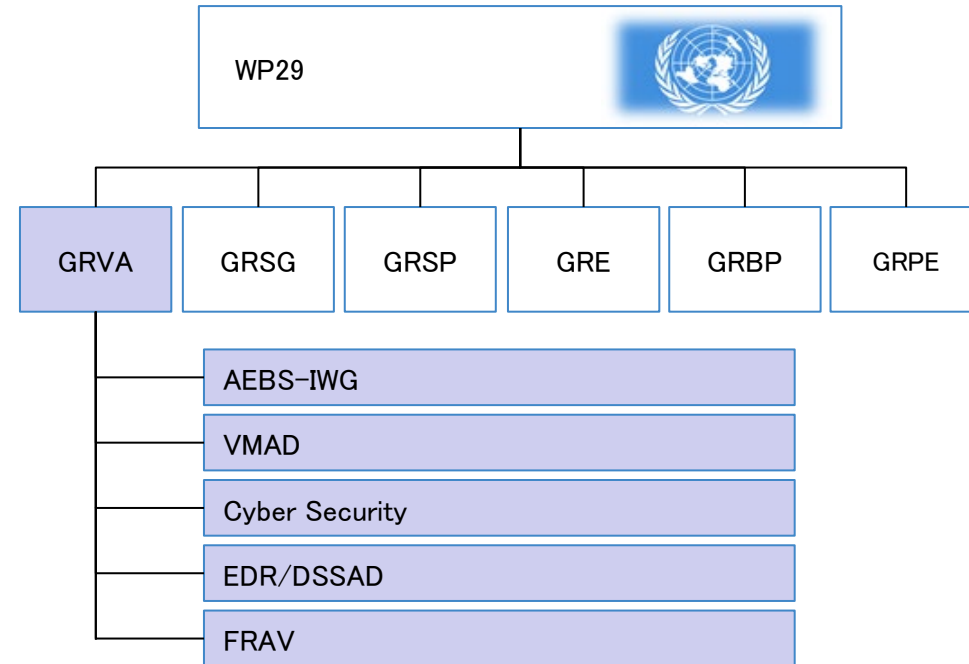 WP29
GRVA
GRSG
GRSP
GRE
GRBP
GRPE
AEBS-IWG
VMAD
Cyber Security
EDR/DSSAD
FRAV